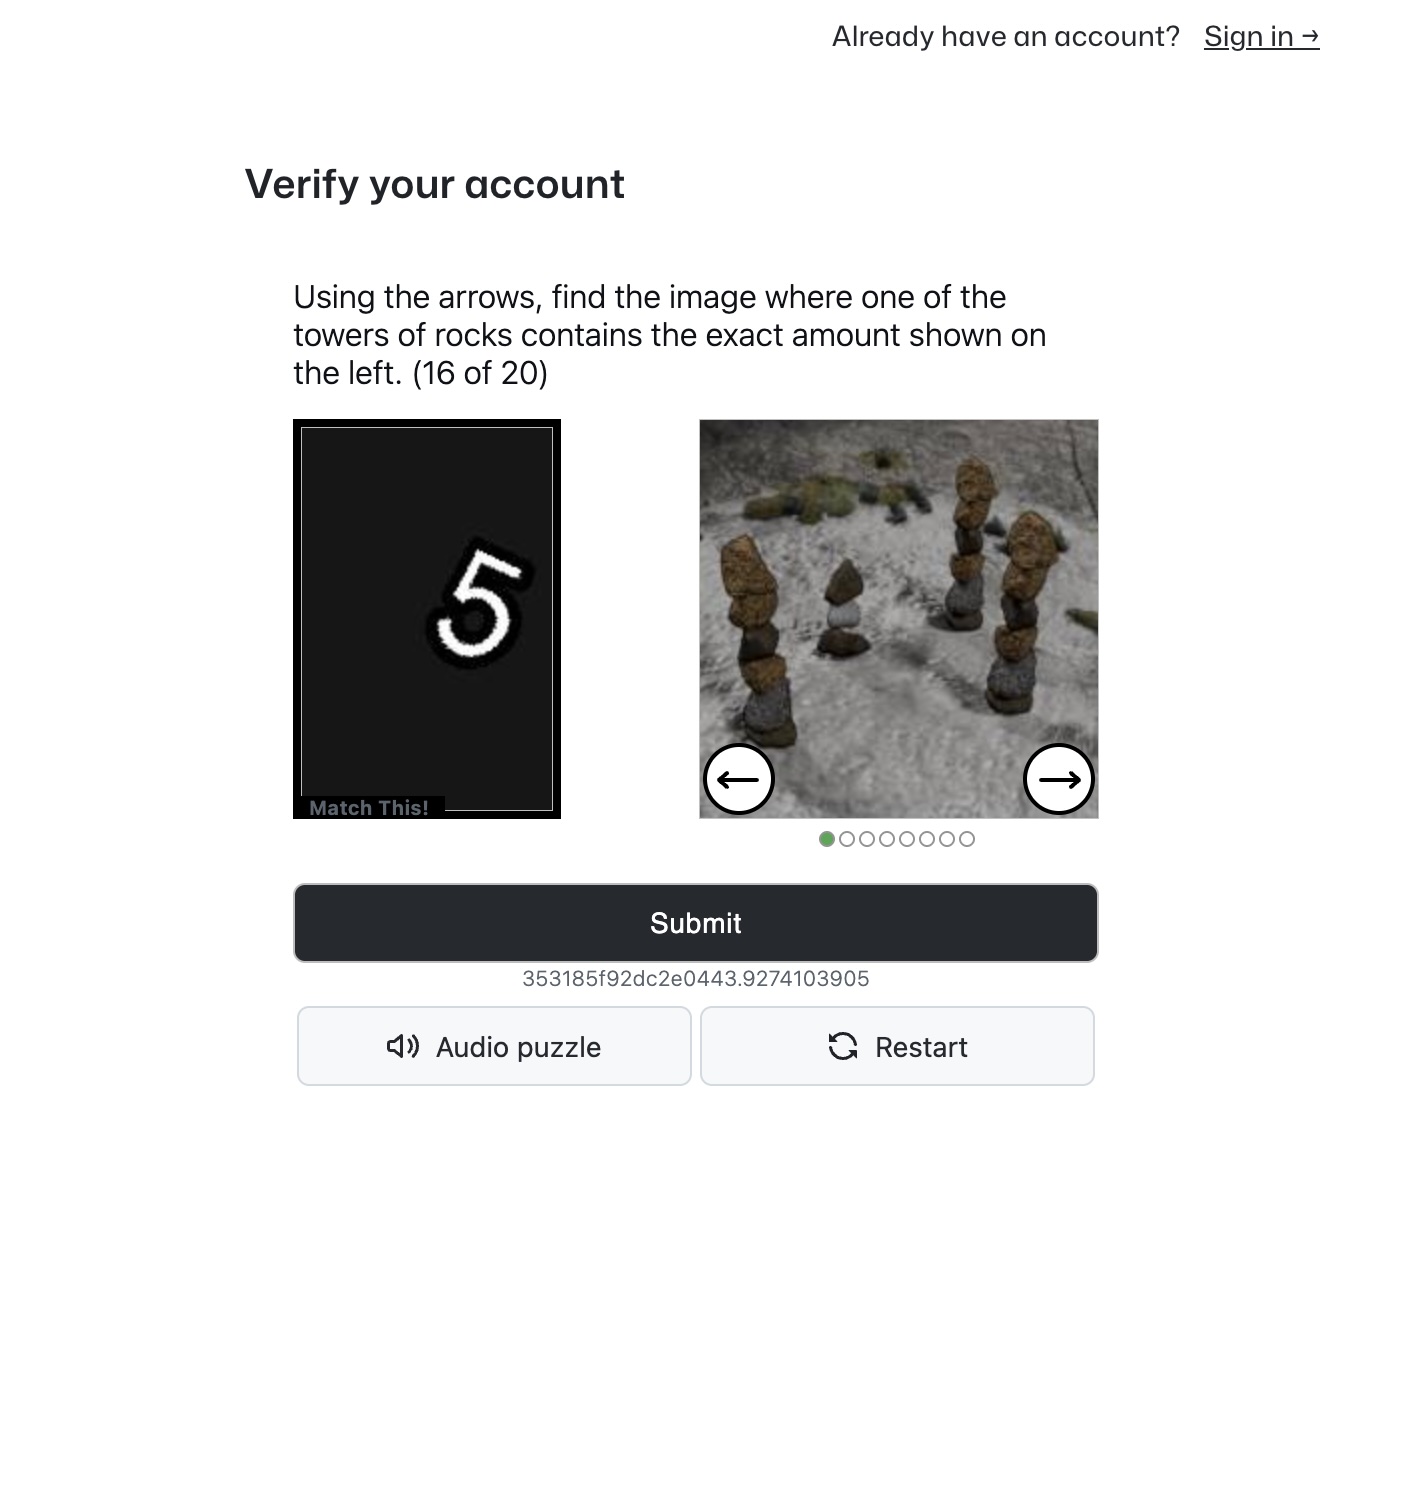 Already have an account? Sign in →
Verify your account
Using the arrows, find the image where one of the
towers of rocks contains the exact amount shown on
the left. (16 of 20)
5
Match This!
Submit
353185f92dc2e0443.9274103905
Audio puzzle
Restart